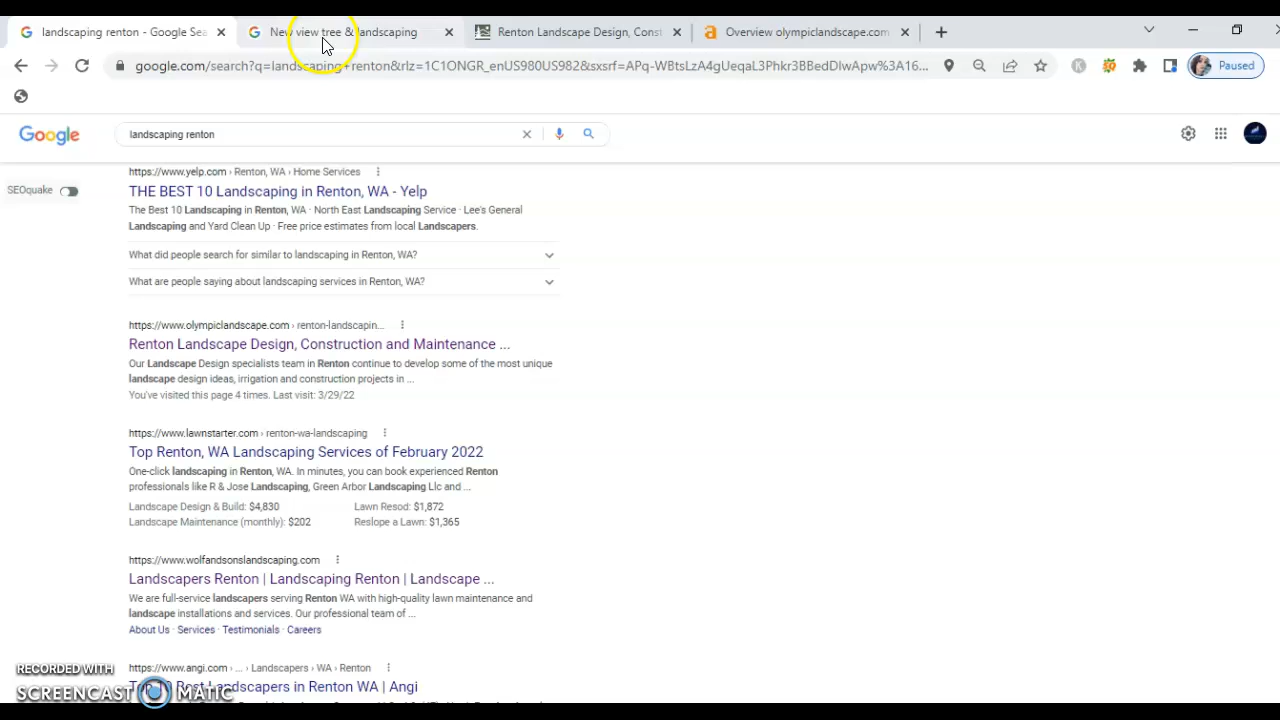 landscaping renton - Google Sea
New view tree & landscaping
Renton Landscape Design, Const
Overview olympiclandscape.com
google.com/search?q=landscaping+renton&rlz=1C1ONGR_enUS980US982&sxsrf=APq-WBtsLzA4gUeqaL3Phkr3BBedDIwApw%3A16...
Paused
Google
landscaping renton
SEOquake
https://www.yelp.com › Renton, WA › Home Services
THE BEST 10 Landscaping in Renton, WA - Yelp
The Best 10 Landscaping in Renton, WA · North East Landscaping Service · Lee's General
Landscaping and Yard Clean Up · Free price estimates from local Landscapers.
What did people search for similar to landscaping in Renton, WA?
What are people saying about landscaping services in Renton, WA?
https://www.olympiclandscape.com › renton-landscapin...
Renton Landscape Design, Construction and Maintenance ...
Our Landscape Design specialists team in Renton continue to develop some of the most unique
landscape design ideas, irrigation and construction projects in ...
You've visited this page 4 times. Last visit: 3/29/22
https://www.lawnstarter.com › renton-wa-landscaping
Top Renton, WA Landscaping Services of February 2022
One-click landscaping in Renton, WA. In minutes, you can book experienced Renton
professionals like R & Jose Landscaping, Green Arbor Landscaping Llc and ...
Landscape Design & Build: $4,830 Lawn Resod: $1,872
Landscape Maintenance (monthly): $202 Reslope a Lawn: $1,365
https://www.wolfandsonslandscaping.com
Landscapers Renton | Landscaping Renton | Landscape ...
We are full-service landscapers serving Renton WA with high-quality lawn maintenance and
landscape installations and services. Our professional team of ...
About Us · Services · Testimonials · Careers
https://www.angi.com › ... › Landscapers › WA › Renton
Top 10 Best Landscapers in Renton WA | Angi
RECORDED WITH
SCREENCAST MATIC